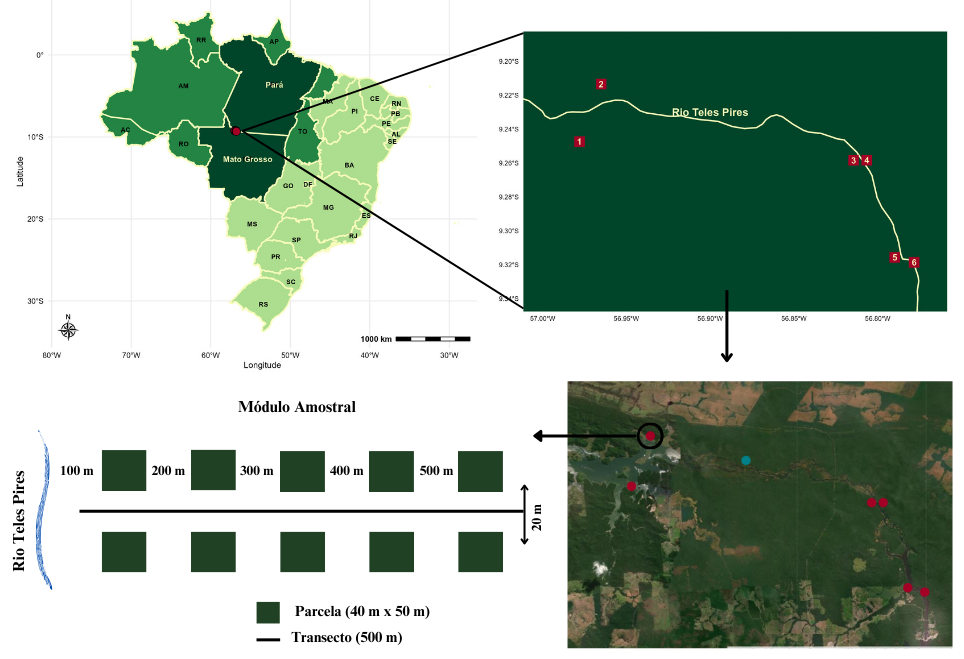 RR
AP
0°
AM
Pará
MA
CE
RN
PI
PB
PE
AC
TO
AL
10°S
RO
SE
Mato Grosso
BA
GO
DF
MG
20°S
MS
ES
SP
RJ
PR
SC
30°S
RS
N
1000 km
80°W
70°W
60°W
50°W
40°W
30°W
Latitude
Longitude
9.20°S
9.22°S
9.24°S
9.26°S
9.28°S
9.30°S
9.32°S
9.34°S
2
Rio Teles Pires
1
3
4
5
6
57.00°W
56.95°W
56.90°W
56.85°W
56.80°W
Módulo Amostral
Rio Teles Pires
100 m
200 m
300 m
400 m
500 m
20 m
Parcela (40 m x 50 m)
Transecto (500 m)